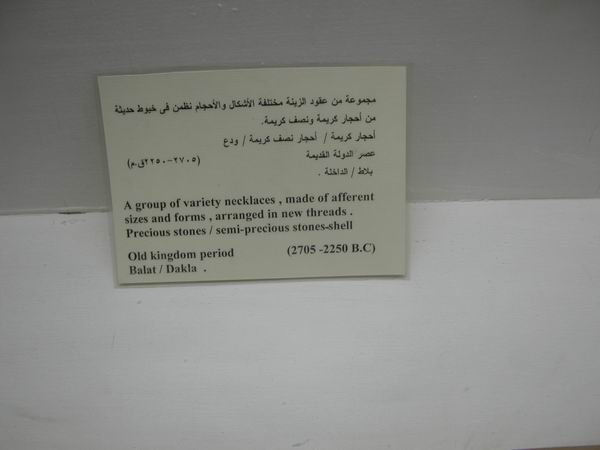 مجموعة من عقود الزينة مختلفة الأشكال والأحجام نظمن فى خيوط حديثة
من أحجار كريمة ونصف كريمة.
أحجار كريمة / أحجار نصف كريمة / ودع
عصر الدولة القديمة (٢٧٠٥-٢٢٥٠ق.م)
بلاط / الداخلة .
A group of variety necklaces , made of afferent
sizes and forms , arranged in new threads .
Precious stones / semi-precious stones-shell
Old kingdom period (2705 -2250 B.C)
Balat / Dakla .